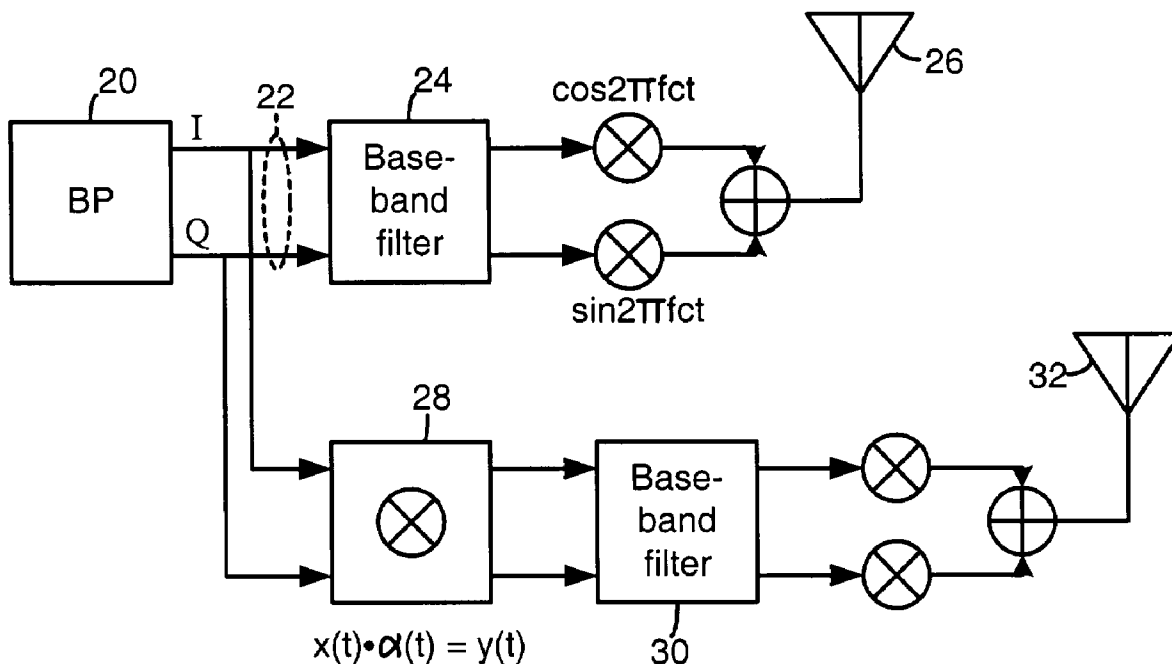 20
22
24
26
I
cos2πfct
BP
Base-
band
filter
Q
sin2πfct
28
32
Base-
band
filter
30
x(t)•α(t) = y(t)